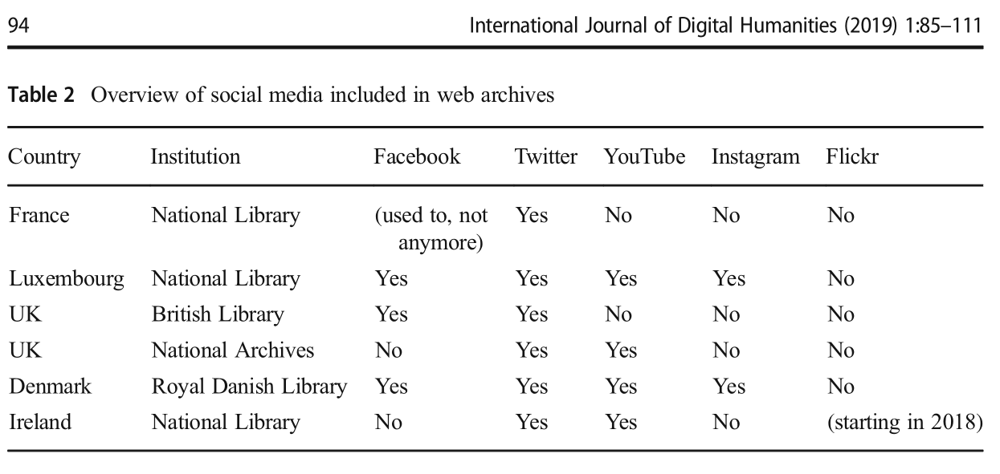 94 International Journal of Digital Humanities (2019) 1:85–111
Table 2 Overview of social media included in web archives
Country Institution Facebook Twitter YouTube Instagram Flickr
France National Library (used to, not Yes No No No
anymore)
Luxembourg National Library Yes Yes Yes Yes No
UK British Library Yes Yes No No No
UK National Archives No Yes Yes No No
Denmark Royal Danish Library Yes Yes Yes Yes No
Ireland National Library No Yes Yes No (starting in 2018)